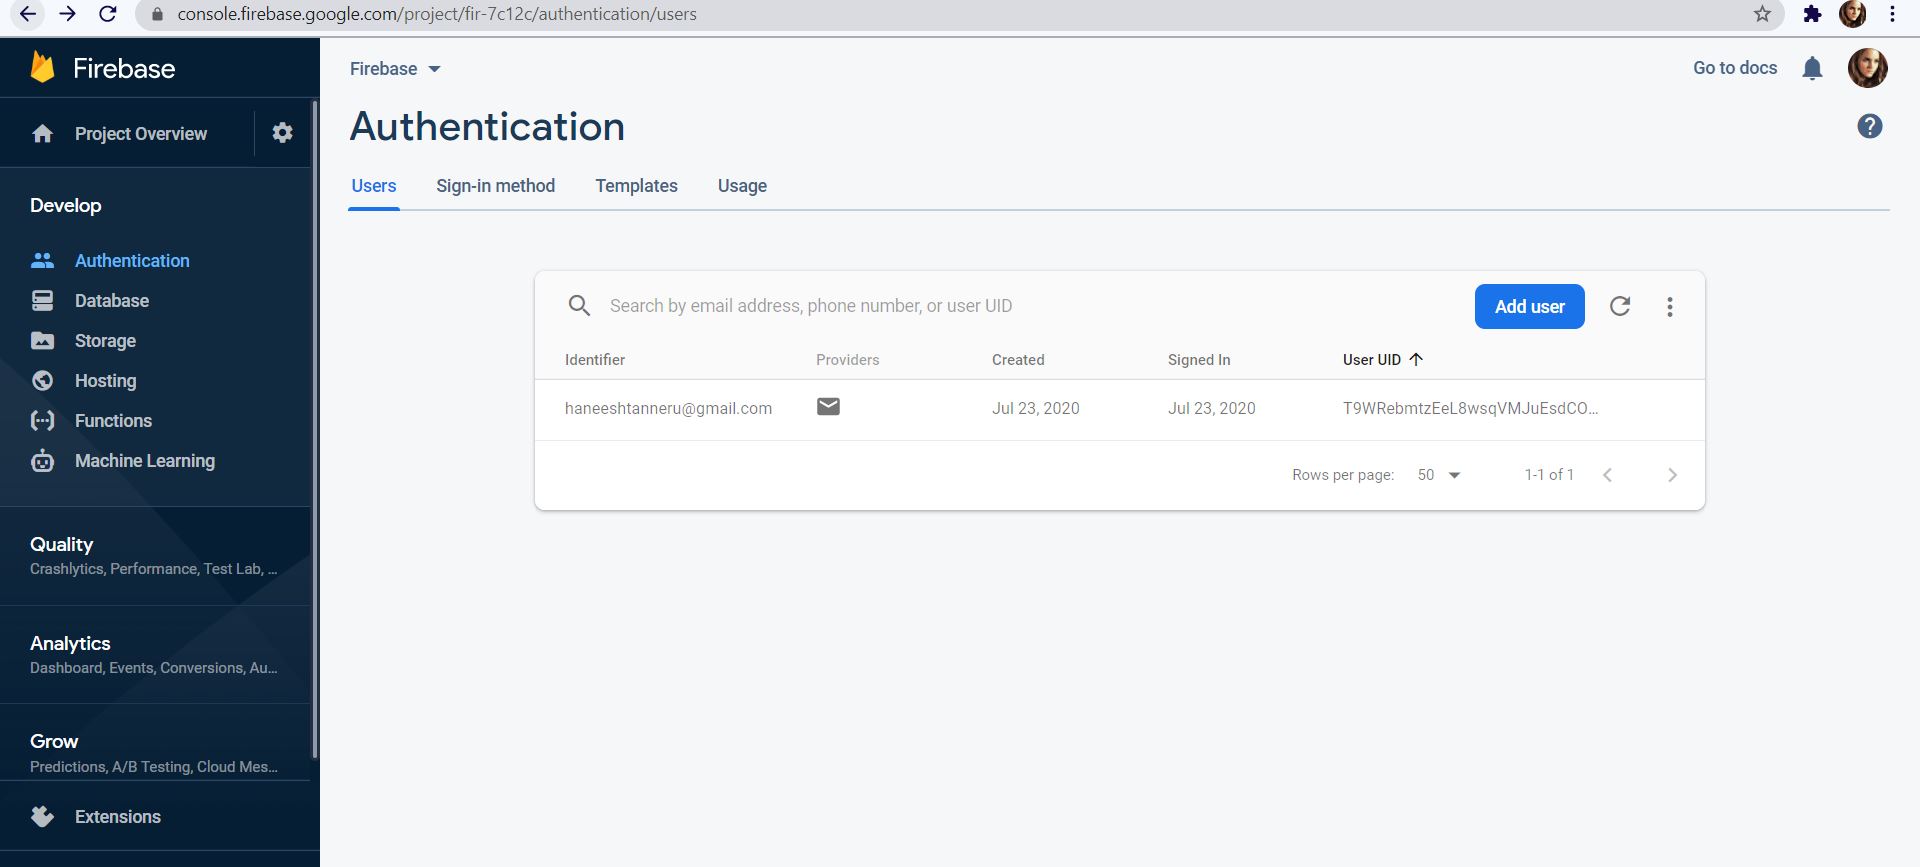 console.firebase.google.com/project/fir-7c12c/authentication/users
Firebase
Project Overview
Develop
Authentication
Database
Storage
Hosting
Functions
Machine Learning
Quality
Crashlytics, Performance, Test Lab, ...
Analytics
Dashboard, Events, Conversions, Au...
Grow
Predictions, A/B Testing, Cloud Mes...
Extensions
Firebase
Go to docs
Authentication
Users Sign-in method Templates Usage
Search by email address, phone number, or user UID
Add user
Identifier Providers Created Signed In User UID
haneeshtanneru@gmail.com Jul 23, 2020 Jul 23, 2020 T9WRebmtzEeL8wsqVMJuEsdCO...
Rows per page: 50 1-1 of 1